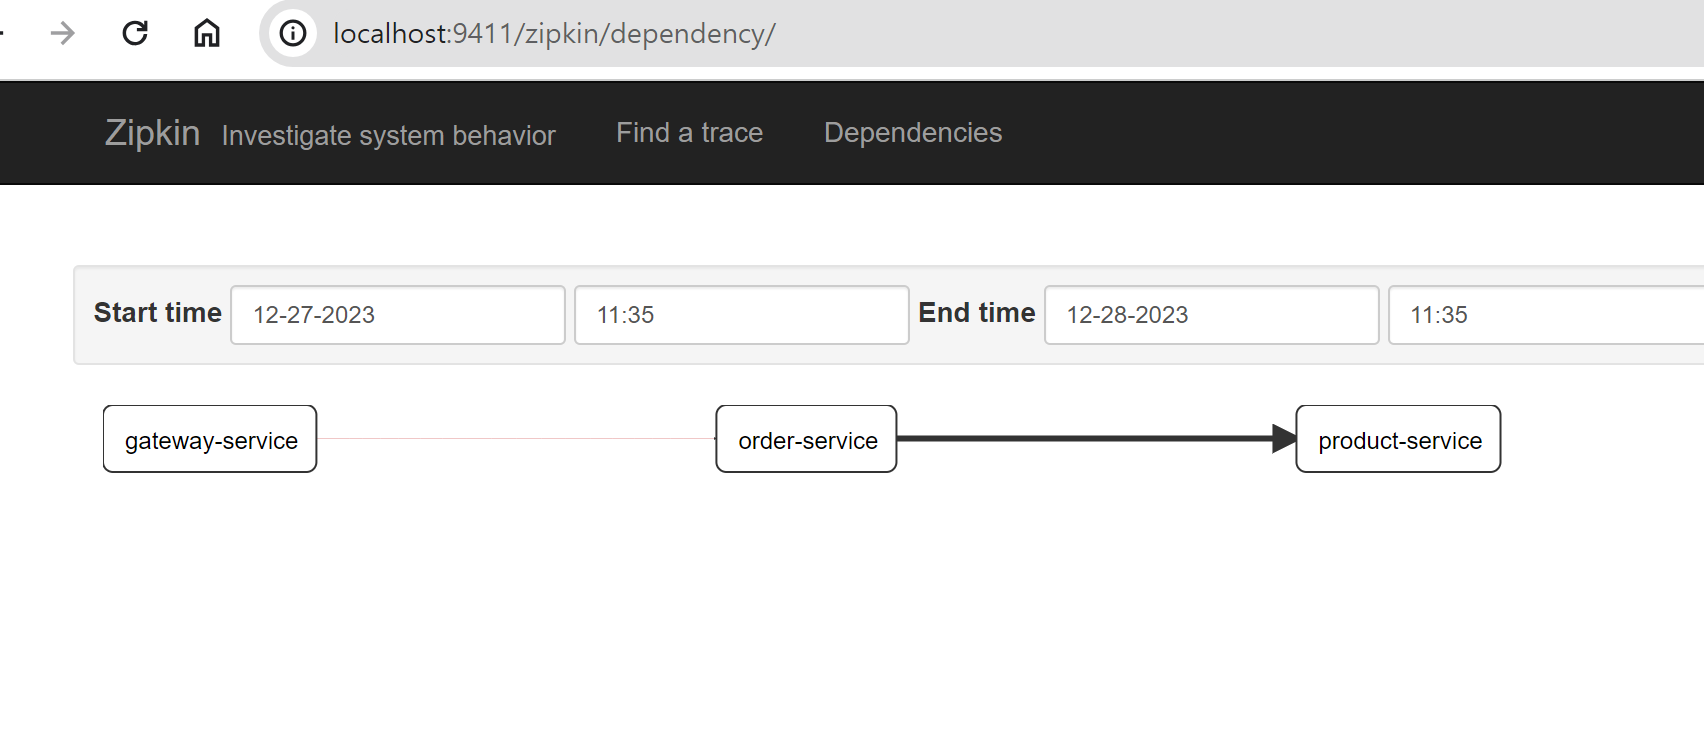 localhost:9411/zipkin/dependency/
Zipkin Investigate system behavior Find a trace Dependencies
Start time 12-27-2023 11:35 End time 12-28-2023 11:35
gateway-service order-service product-service